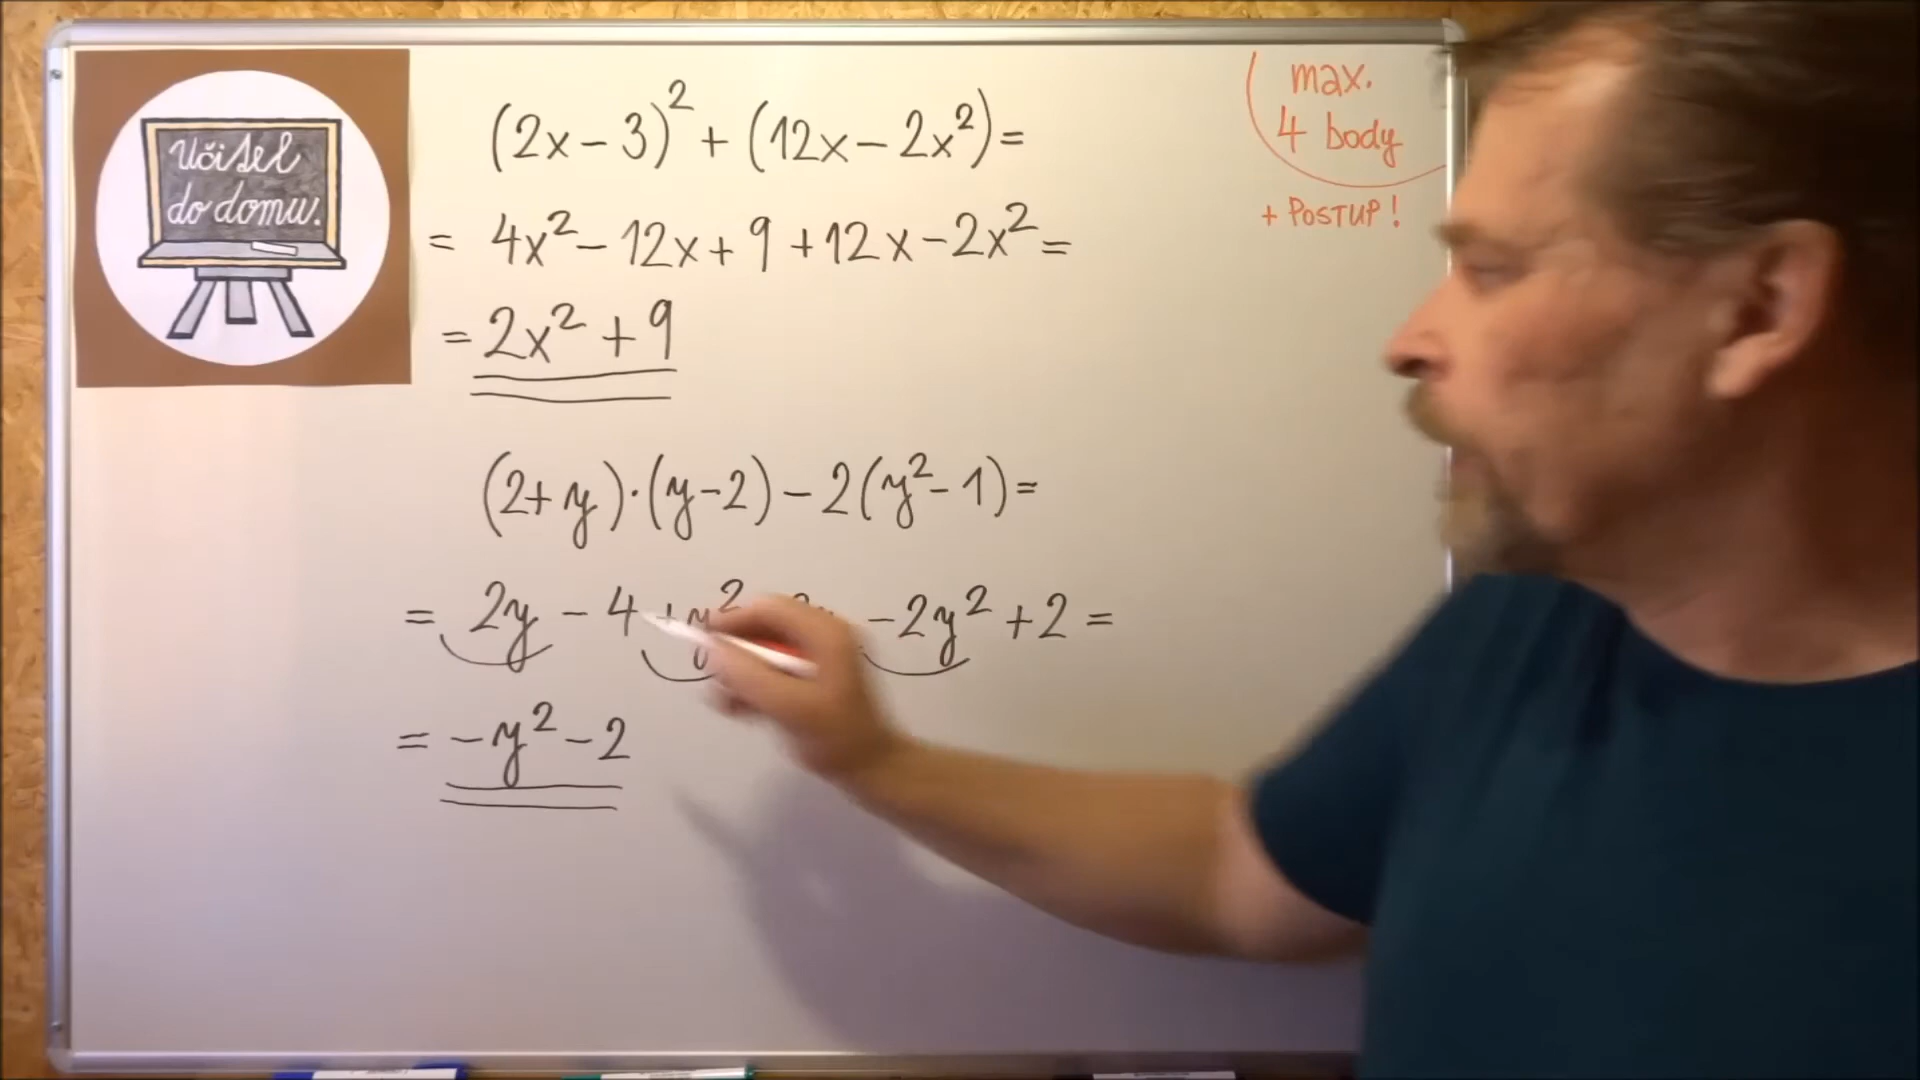 Učitel
do domu.
(2x-3)² + (12x-2x²)=
= 4x²-12x+9+12x-2x²=
= 2x²+9
(2+y)·(y-2)-2(y²-1)=
= 2y-4+y² -2y²+2=
= -y²-2
max.
4 body
+ POSTUP!